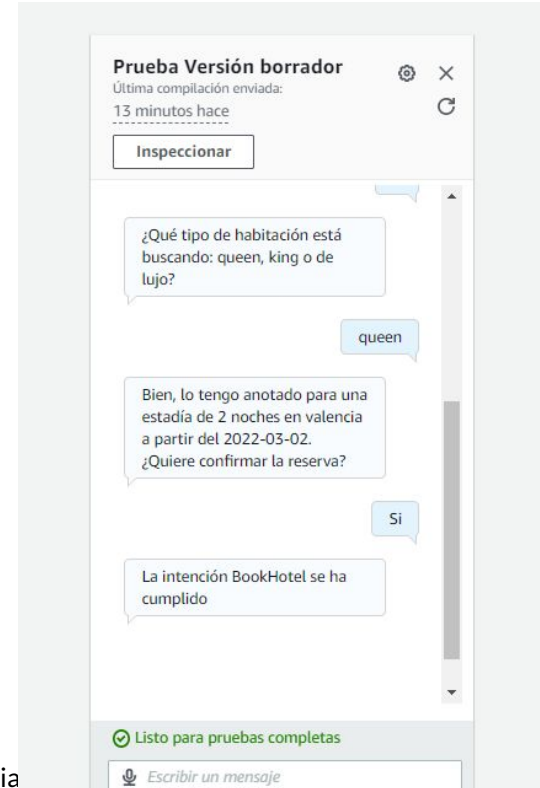 Prueba Versión borrador
Última compilación enviada:
13 minutos hace
Inspeccionar
¿Qué tipo de habitación está
buscando: queen, king o de
lujo?
queen
Bien, lo tengo anotado para una
estadía de 2 noches en valencia
a partir del 2022-03-02.
¿Quiere confirmar la reserva?
Si
La intención BookHotel se ha
cumplido
Listo para pruebas completas
Escribir un mensaje
ia